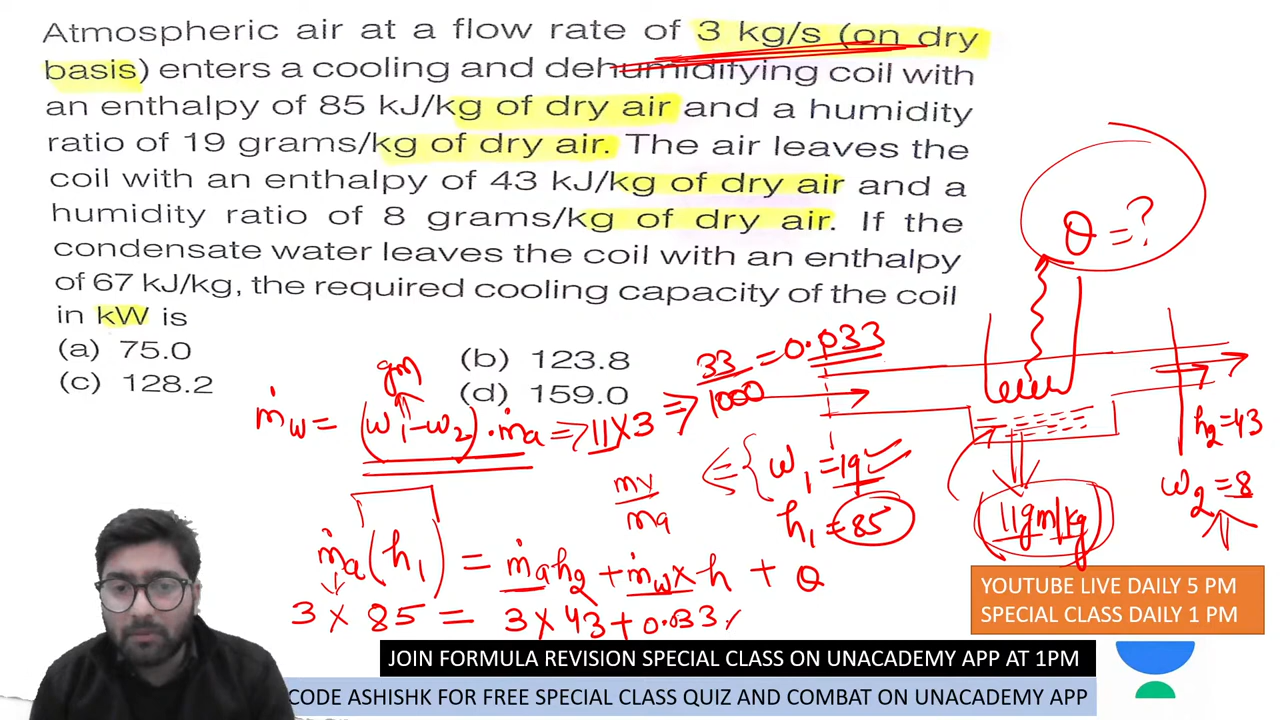 Atmospheric air at a flow rate of 3 kg/s (on dry
basis) enters a cooling and dehumidifying coil with
an enthalpy of 85 kJ/kg of dry air and a humidity
ratio of 19 grams/kg of dry air. The air leaves the
coil with an enthalpy of 43 kJ/kg of dry air and a
humidity ratio of 8 grams/kg of dry air. If the
condensate water leaves the coil with an enthalpy
of 67 kJ/kg, the required cooling capacity of the coil
in kW is
(a) 75.0
(b) 123.8
(c) 128.2
(d) 159.0
Q = ?
gm
ṁw = (ω1 - ω2) · ṁa => 11 × 3 => 33/1000 = 0.033
mv/ma
<= { ω1 = 19
h1 = 85
h2 = 43
ω2 = 8
11gm/kg
ṁa (h1) = ṁah2 + ṁw × h + Q
3 × 85 = 3 × 43 + 0.033
YOUTUBE LIVE DAILY 5 PM
SPECIAL CLASS DAILY 1 PM
JOIN FORMULA REVISION SPECIAL CLASS ON UNACADEMY APP AT 1PM
CODE ASHISHK FOR FREE SPECIAL CLASS QUIZ AND COMBAT ON UNACADEMY APP